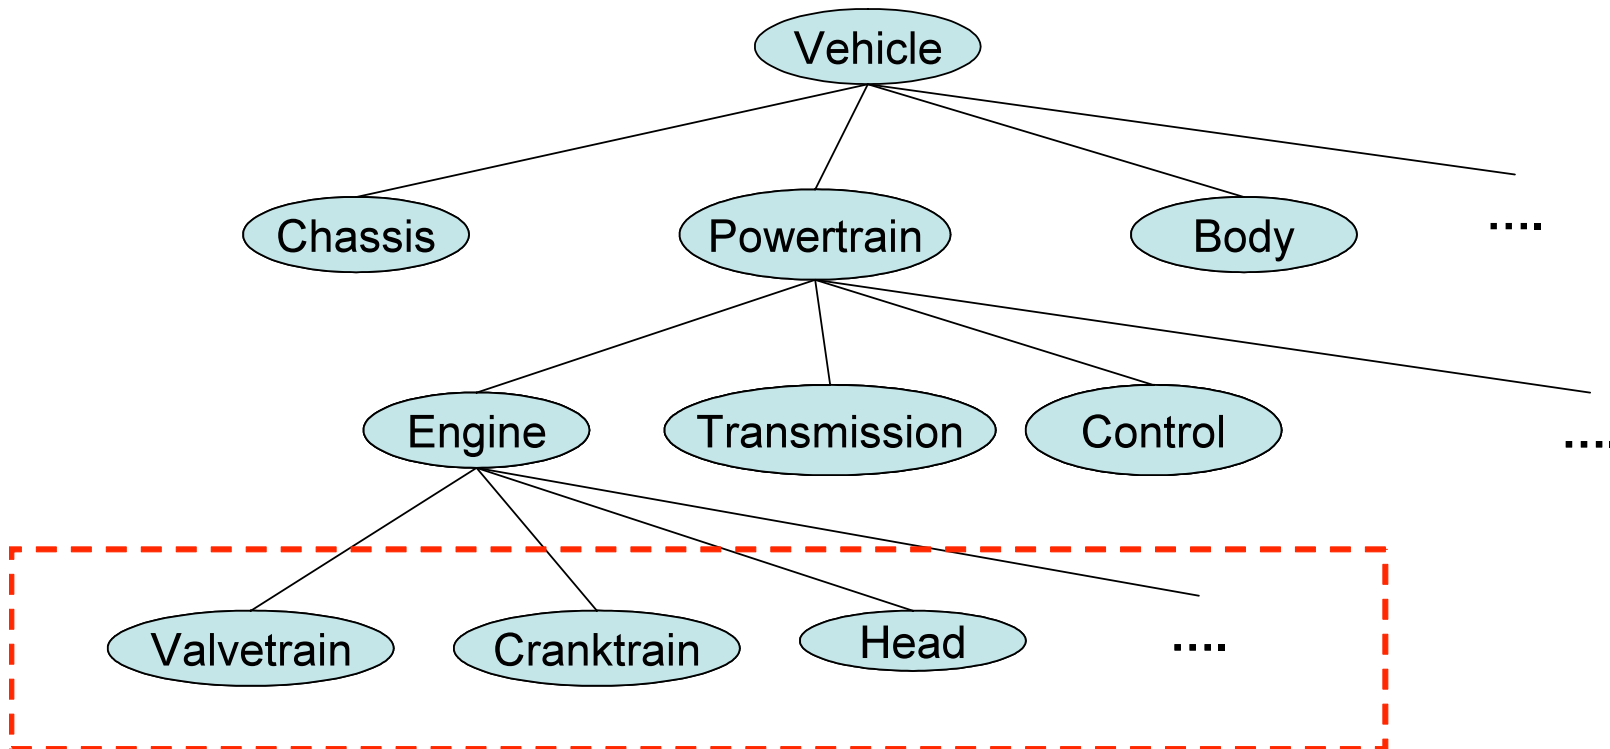 Vehicle
Chassis
Powertrain
Body
....
Engine
Transmission
Control
....
Valvetrain
Cranktrain
Head
....